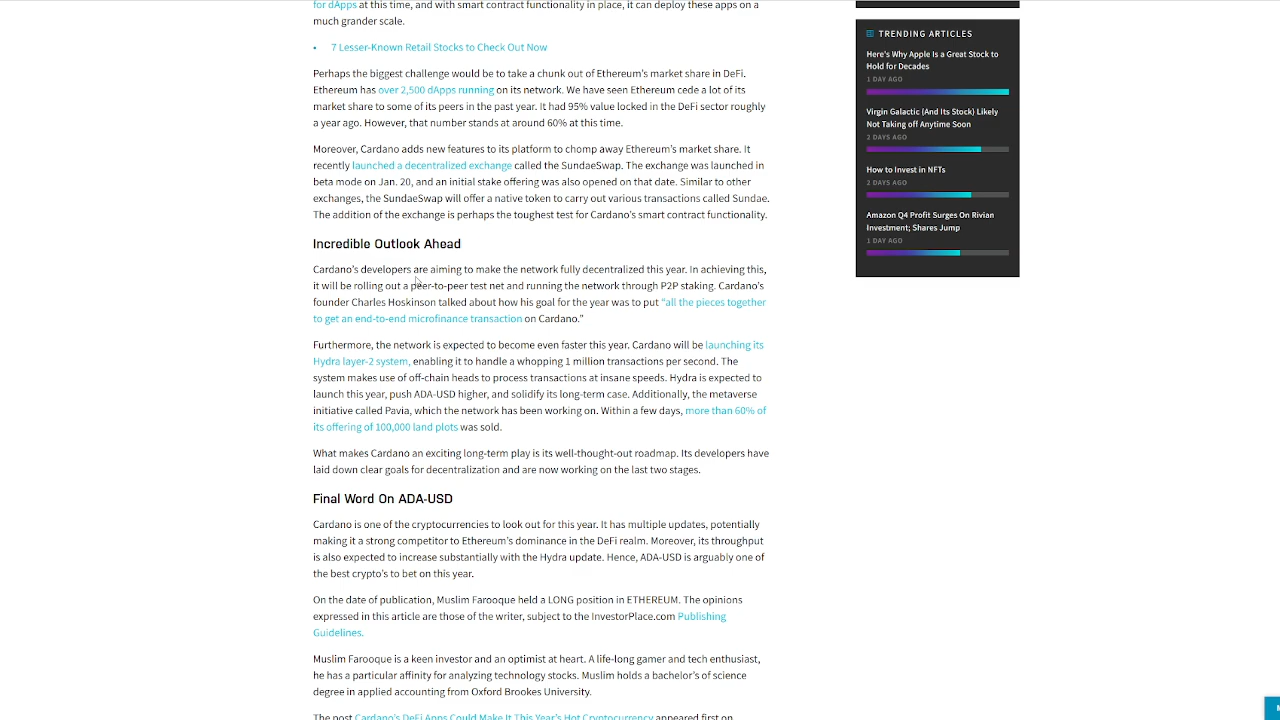 for dApps at this time, and with smart contract functionality in place, it can deploy these apps on a
much grander scale.
• 7 Lesser-Known Retail Stocks to Check Out Now
Perhaps the biggest challenge would be to take a chunk out of Ethereum's market share in DeFi.
Ethereum has over 2,500 dApps running on its network. We have seen Ethereum cede a lot of its
market share to some of its peers in the past year. It had 95% value locked in the DeFi sector roughly
a year ago. However, that number stands at around 60% at this time.
Moreover, Cardano adds new features to its platform to chomp away Ethereum's market share. It
recently launched a decentralized exchange called the SundaeSwap. The exchange was launched in
beta mode on Jan. 20, and an initial stake offering was also opened on that date. Similar to other
exchanges, the SundaeSwap will offer a native token to carry out various transactions called Sundae.
The addition of the exchange is perhaps the toughest test for Cardano's smart contract functionality.
Incredible Outlook Ahead
Cardano's developers are aiming to make the network fully decentralized this year. In achieving this,
it will be rolling out a peer-to-peer test net and running the network through P2P staking. Cardano's
founder Charles Hoskinson talked about how his goal for the year was to put "all the pieces together
to get an end-to-end microfinance transaction on Cardano."
Furthermore, the network is expected to become even faster this year. Cardano will be launching its
Hydra layer-2 system, enabling it to handle a whopping 1 million transactions per second. The
system makes use of off-chain heads to process transactions at insane speeds. Hydra is expected to
launch this year, push ADA-USD higher, and solidify its long-term case. Additionally, the metaverse
initiative called Pavia, which the network has been working on. Within a few days, more than 60% of
its offering of 100,000 land plots was sold.
What makes Cardano an exciting long-term play is its well-thought-out roadmap. Its developers have
laid down clear goals for decentralization and are now working on the last two stages.
Final Word On ADA-USD
Cardano is one of the cryptocurrencies to look out for this year. It has multiple updates, potentially
making it a strong competitor to Ethereum's dominance in the DeFi realm. Moreover, its throughput
is also expected to increase substantially with the Hydra update. Hence, ADA-USD is arguably one of
the best crypto's to bet on this year.
On the date of publication, Muslim Farooque held a LONG position in ETHEREUM. The opinions
expressed in this article are those of the writer, subject to the InvestorPlace.com Publishing
Guidelines.
Muslim Farooque is a keen investor and an optimist at heart. A life-long gamer and tech enthusiast,
he has a particular affinity for analyzing technology stocks. Muslim holds a bachelor's of science
degree in applied accounting from Oxford Brookes University.
The post Cardano's DeFi Apps Could Make It This Year's Hot Cryptocurrency appeared first on
TRENDING ARTICLES
Here's Why Apple Is a Great Stock to
Hold for Decades
1 DAY AGO
Virgin Galactic (And Its Stock) Likely
Not Taking off Anytime Soon
2 DAYS AGO
How to Invest in NFTs
2 DAYS AGO
Amazon Q4 Profit Surges On Rivian
Investment; Shares Jump
1 DAY AGO